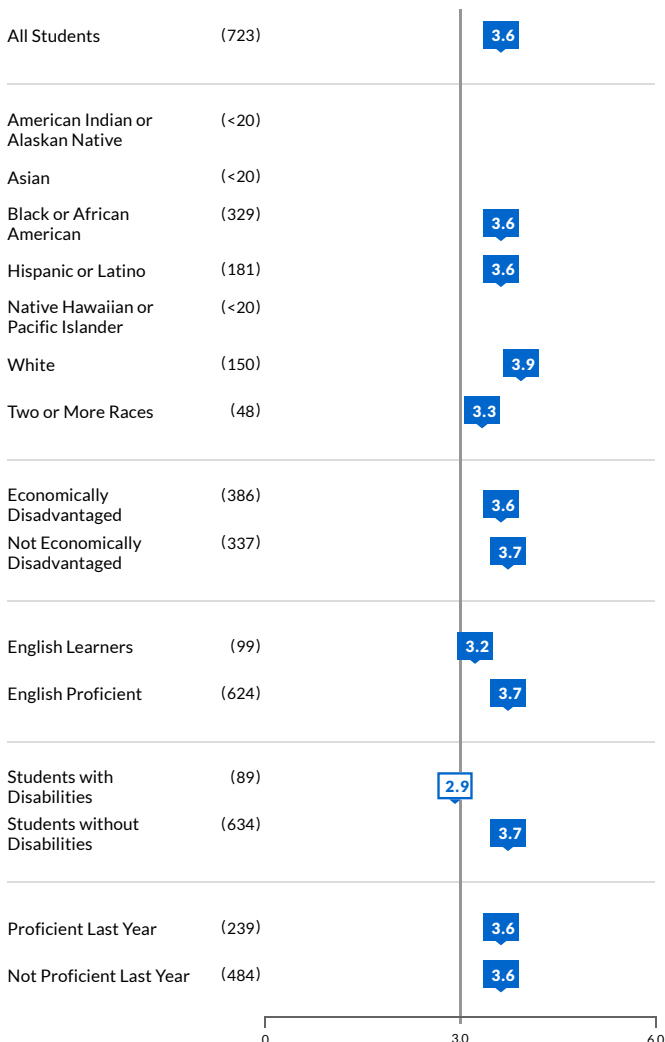 All Students (723) 3.6
American Indian or
Alaskan Native (<20)
Asian (<20)
Black or African
American (329) 3.6
Hispanic or Latino (181) 3.6
Native Hawaiian or
Pacific Islander (<20)
White (150) 3.9
Two or More Races (48) 3.3
Economically
Disadvantaged (386) 3.6
Not Economically
Disadvantaged (337) 3.7
English Learners (99) 3.2
English Proficient (624) 3.7
Students with
Disabilities (89) 2.9
Students without
Disabilities (634) 3.7
Proficient Last Year (239) 3.6
Not Proficient Last Year (484) 3.6
0 3.0 6.0